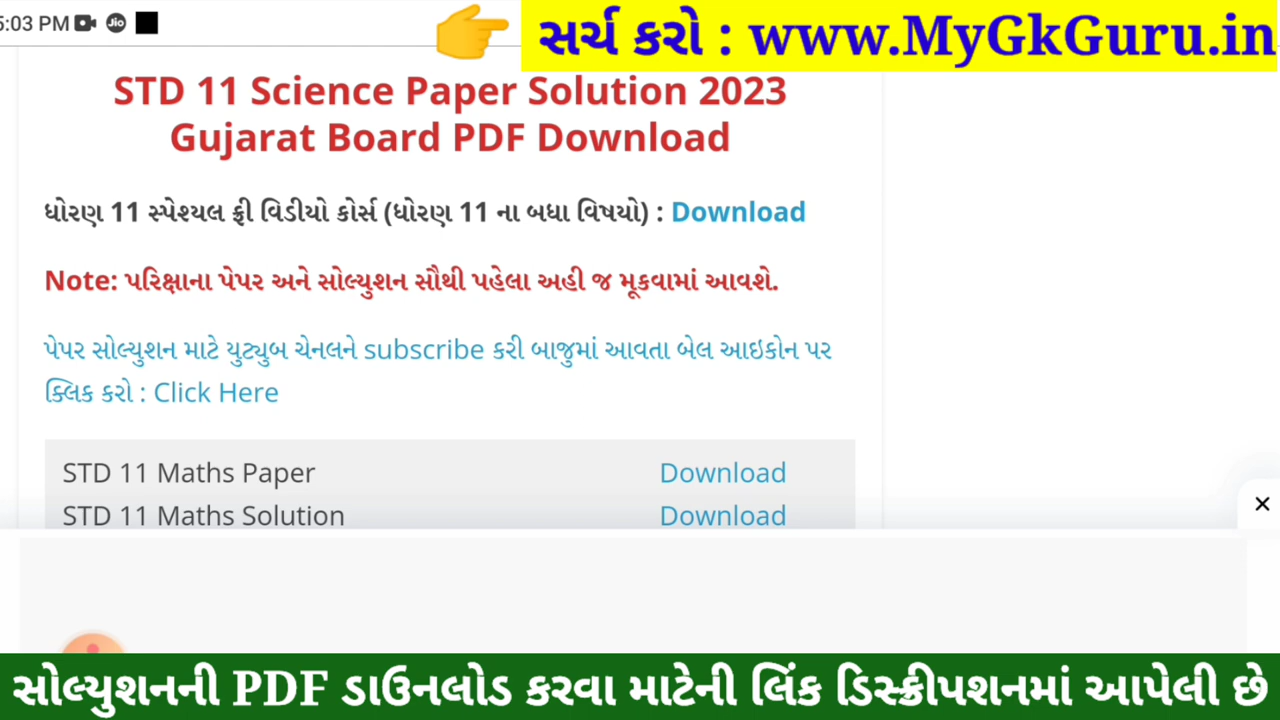 5:03 PM
Jio
સર્ચ કરો : www.MyGkGuru.in
STD 11 Science Paper Solution 2023
Gujarat Board PDF Download
ધોરણ 11 સ્પેશ્યલ ફ્રી વિડીયો કોર્સ (ધોરણ 11 ના બધા વિષયો) : Download
Note: પરિક્ષાના પેપર અને સોલ્યુશન સૌથી પહેલા અહી જ મૂકવામાં આવશે.
પેપર સોલ્યુશન માટે યુટ્યુબ ચેનલને subscribe કરી બાજુમાં આવતા બેલ આઇકોન પર
ક્લિક કરો : Click Here
STD 11 Maths Paper Download
STD 11 Maths Solution Download
સોલ્યુશનની PDF ડાઉનલોડ કરવા માટેની લિંક ડિસ્ક્રીપશનમાં આપેલી છે